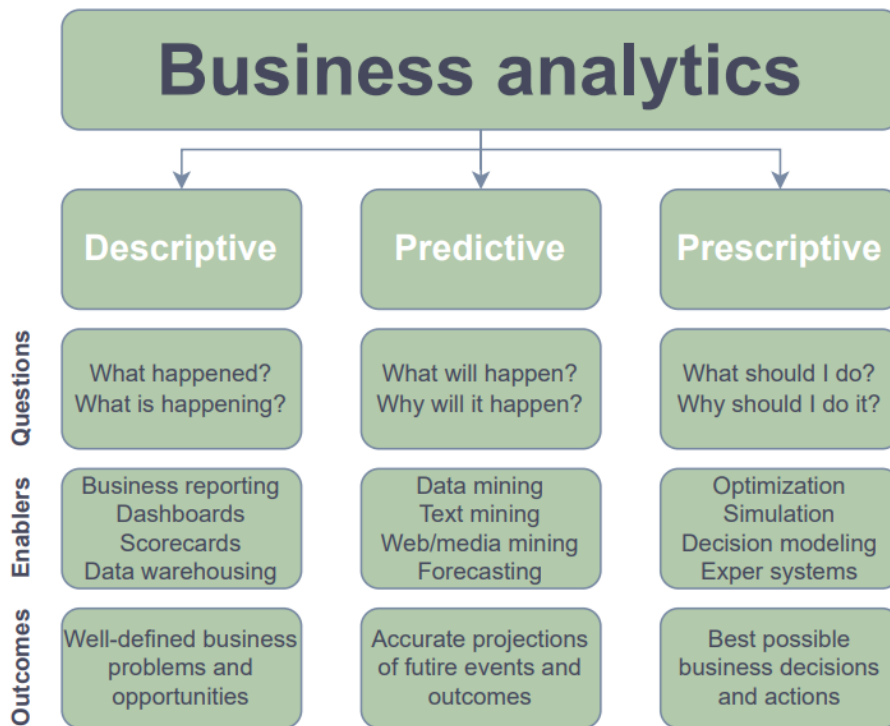 Business analytics
Descriptive
Predictive
Prescriptive
Questions
What happened?
What is happening?
What will happen?
Why will it happen?
What should I do?
Why should I do it?
Enablers
Business reporting
Dashboards
Scorecards
Data warehousing
Data mining
Text mining
Web/media mining
Forecasting
Optimization
Simulation
Decision modeling
Exper systems
Outcomes
Well-defined business
problems and
opportunities
Accurate projections
of futire events and
outcomes
Best possible
business decisions
and actions